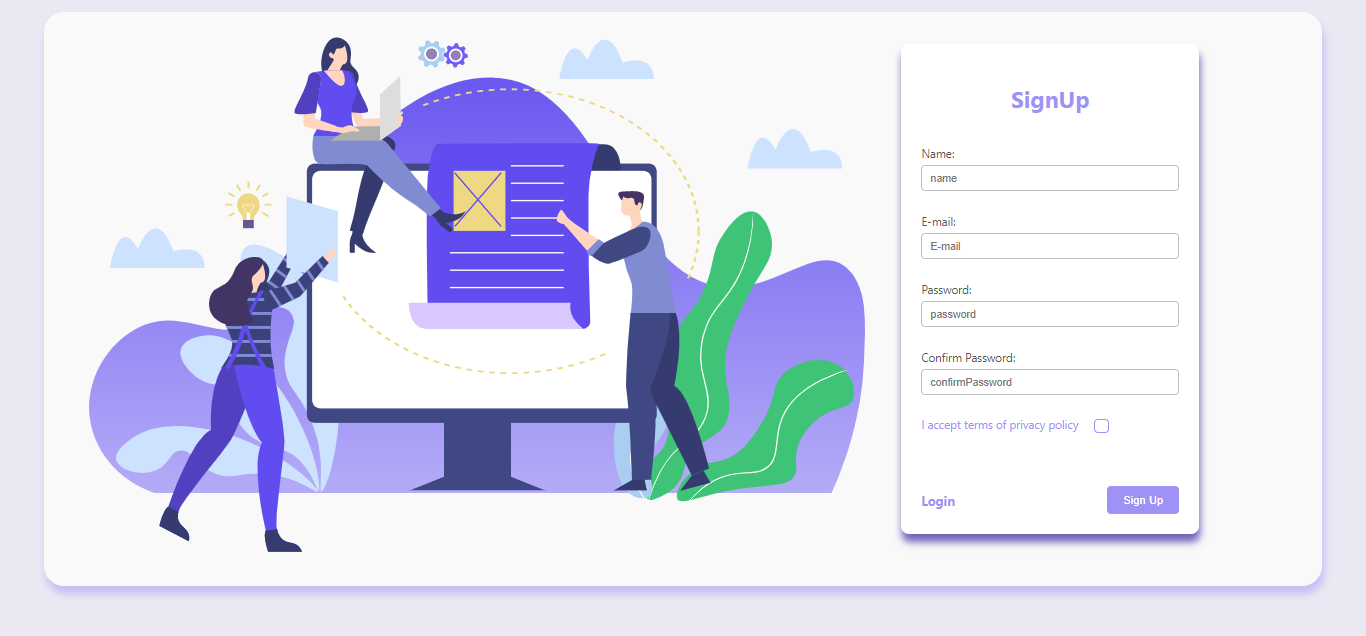 SignUp
Name:
name
E-mail:
E-mail
Password:
password
Confirm Password:
confirmPassword
I accept terms of privacy policy
Login
Sign Up